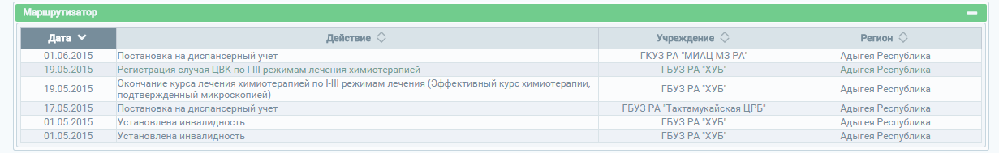 Маршрутизатор
Дата Действие Учреждение Регион
01.06.2015 Постановка на диспансерный учет ГКУЗ РА "МИАЦ МЗ РА" Адыгея Республика
19.05.2015 Регистрация случая ЦВК по I-III режимам лечения химиотерапией ГБУЗ РА "ХУБ" Адыгея Республика
19.05.2015 Окончание курса лечения химиотерапией по I-III режимам лечения (Эффективный курс химиотерапии, ГБУЗ РА "ХУБ" Адыгея Республика
подтвержденный микроскопией)
17.05.2015 Постановка на диспансерный учет ГБУЗ РА "Тахтамукайская ЦРБ" Адыгея Республика
01.05.2015 Установлена инвалидность ГБУЗ РА "ХУБ" Адыгея Республика
01.05.2015 Установлена инвалидность ГБУЗ РА "ХУБ" Адыгея Республика